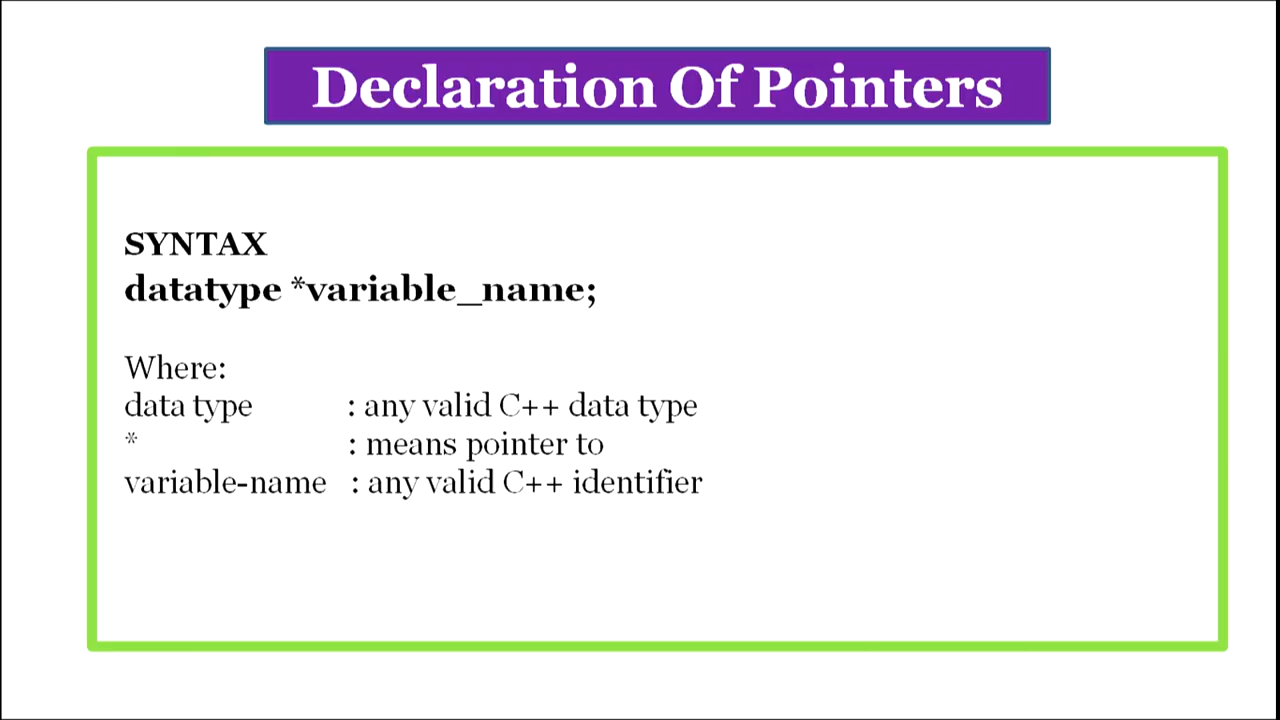 Declaration Of Pointers
SYNTAX
datatype *variable_name;
Where:
data type : any valid C++ data type
* : means pointer to
variable-name : any valid C++ identifier